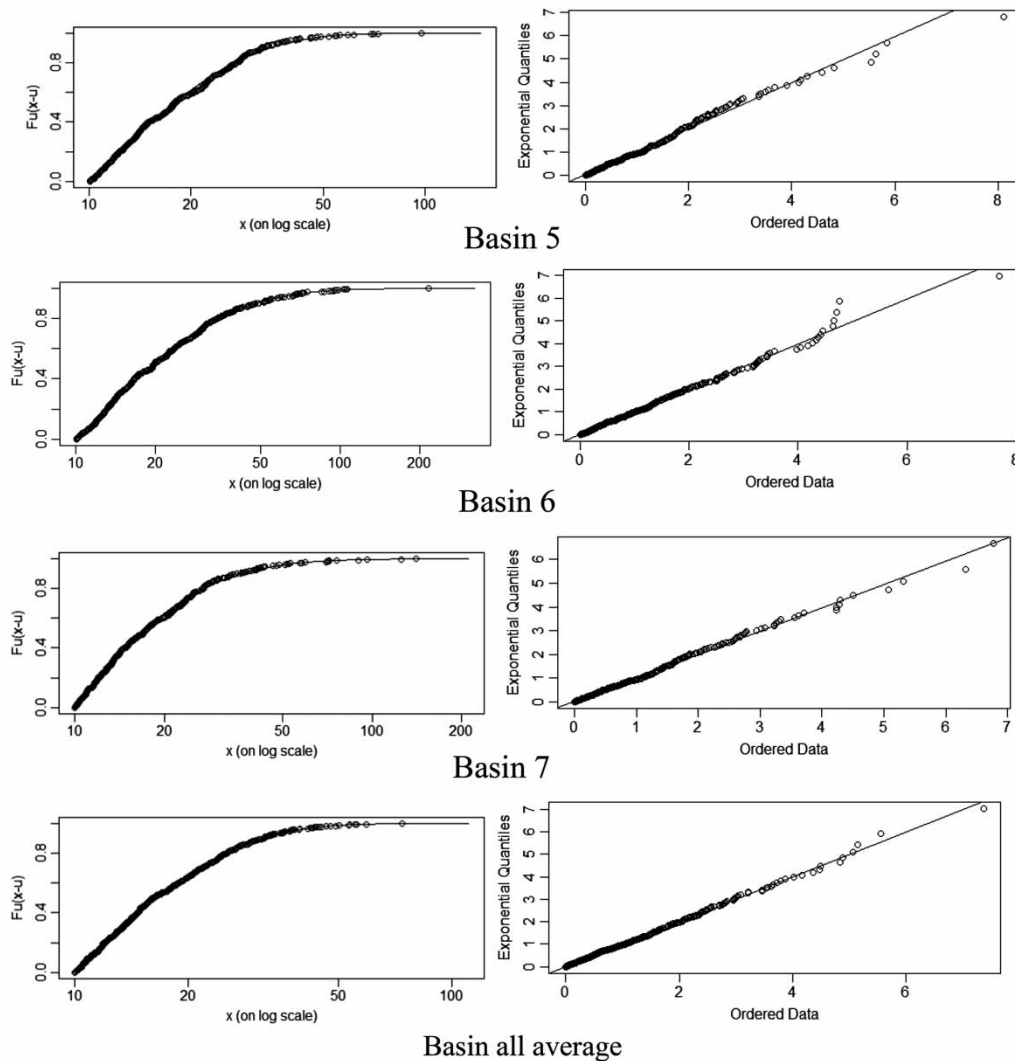 Fu(x-u)
0.0 0.4 0.8
10 20 50 100
x (on log scale)
Exponential Quantiles
0 1 2 3 4 5 6 7
0 2 4 6 8
Ordered Data
Basin 5
Fu(x-u)
0.0 0.4 0.8
10 20 50 100 200
x (on log scale)
Exponential Quantiles
0 1 2 3 4 5 6 7
0 2 4 6 8
Ordered Data
Basin 6
Fu(x-u)
0.0 0.4 0.8
10 20 50 100 200
x (on log scale)
Exponential Quantiles
0 1 2 3 4 5 6
0 1 2 3 4 5 6 7
Ordered Data
Basin 7
Fu(x-u)
0.0 0.4 0.8
10 20 50 100
x (on log scale)
Exponential Quantiles
0 1 2 3 4 5 6 7
0 2 4 6
Ordered Data
Basin all average